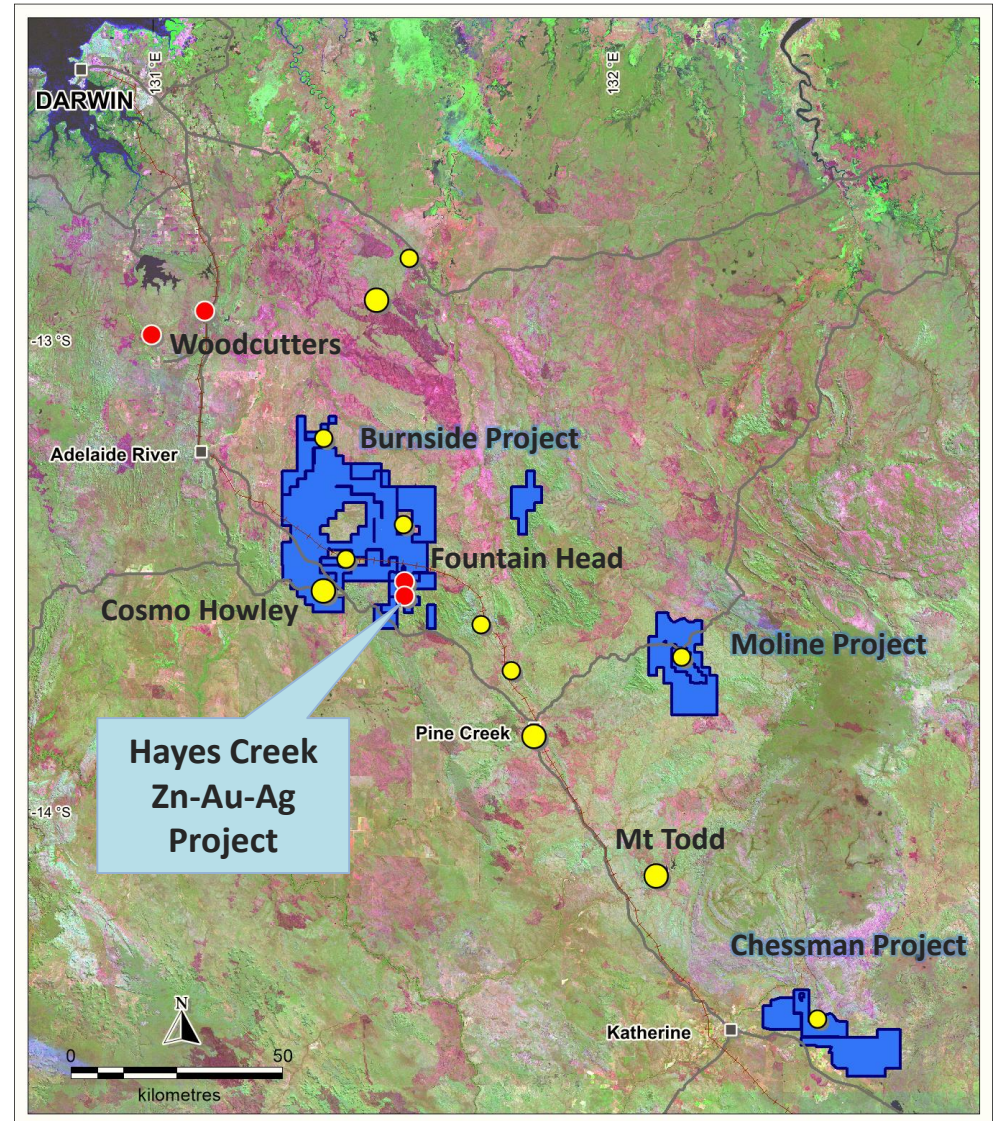 131 °E
132 °E
DARWIN
-13 °S
Woodcutters
Burnside Project
Adelaide River
Fountain Head
Cosmo Howley
Moline Project
Pine Creek
Hayes Creek
Zn-Au-Ag
Project
-14 °S
Mt Todd
Chessman Project
N
Katherine
0 50
kilometres